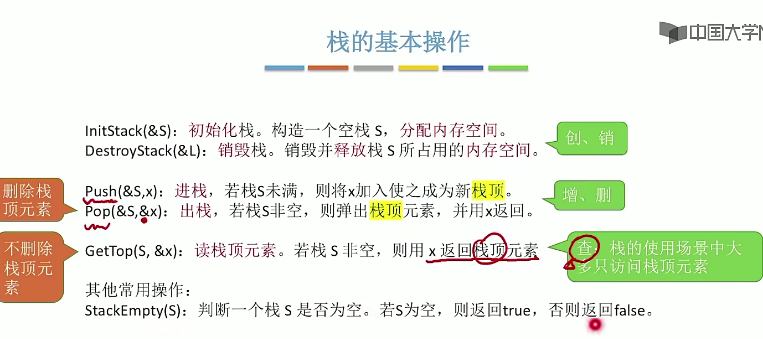 中国大学
栈的基本操作
InitStack(&S)：初始化栈。构造一个空栈 S，分配内存空间。
DestroyStack(&L)：销毁栈。销毁并释放栈 S 所占用的内存空间。
创、销
删除栈
顶元素
Push(&S,x)：进栈，若栈S未满，则将x加入使之成为新栈顶。
Pop(&S,&x)：出栈，若栈S非空，则弹出栈顶元素，并用x返回。
增、删
不删除
栈顶元
素
GetTop(S, &x)：读栈顶元素。若栈 S 非空，则用 x 返回栈顶元素
查：栈的使用场景中大
多只访问栈顶元素
其他常用操作：
StackEmpty(S)：判断一个栈 S 是否为空。若S为空，则返回true，否则返回false。